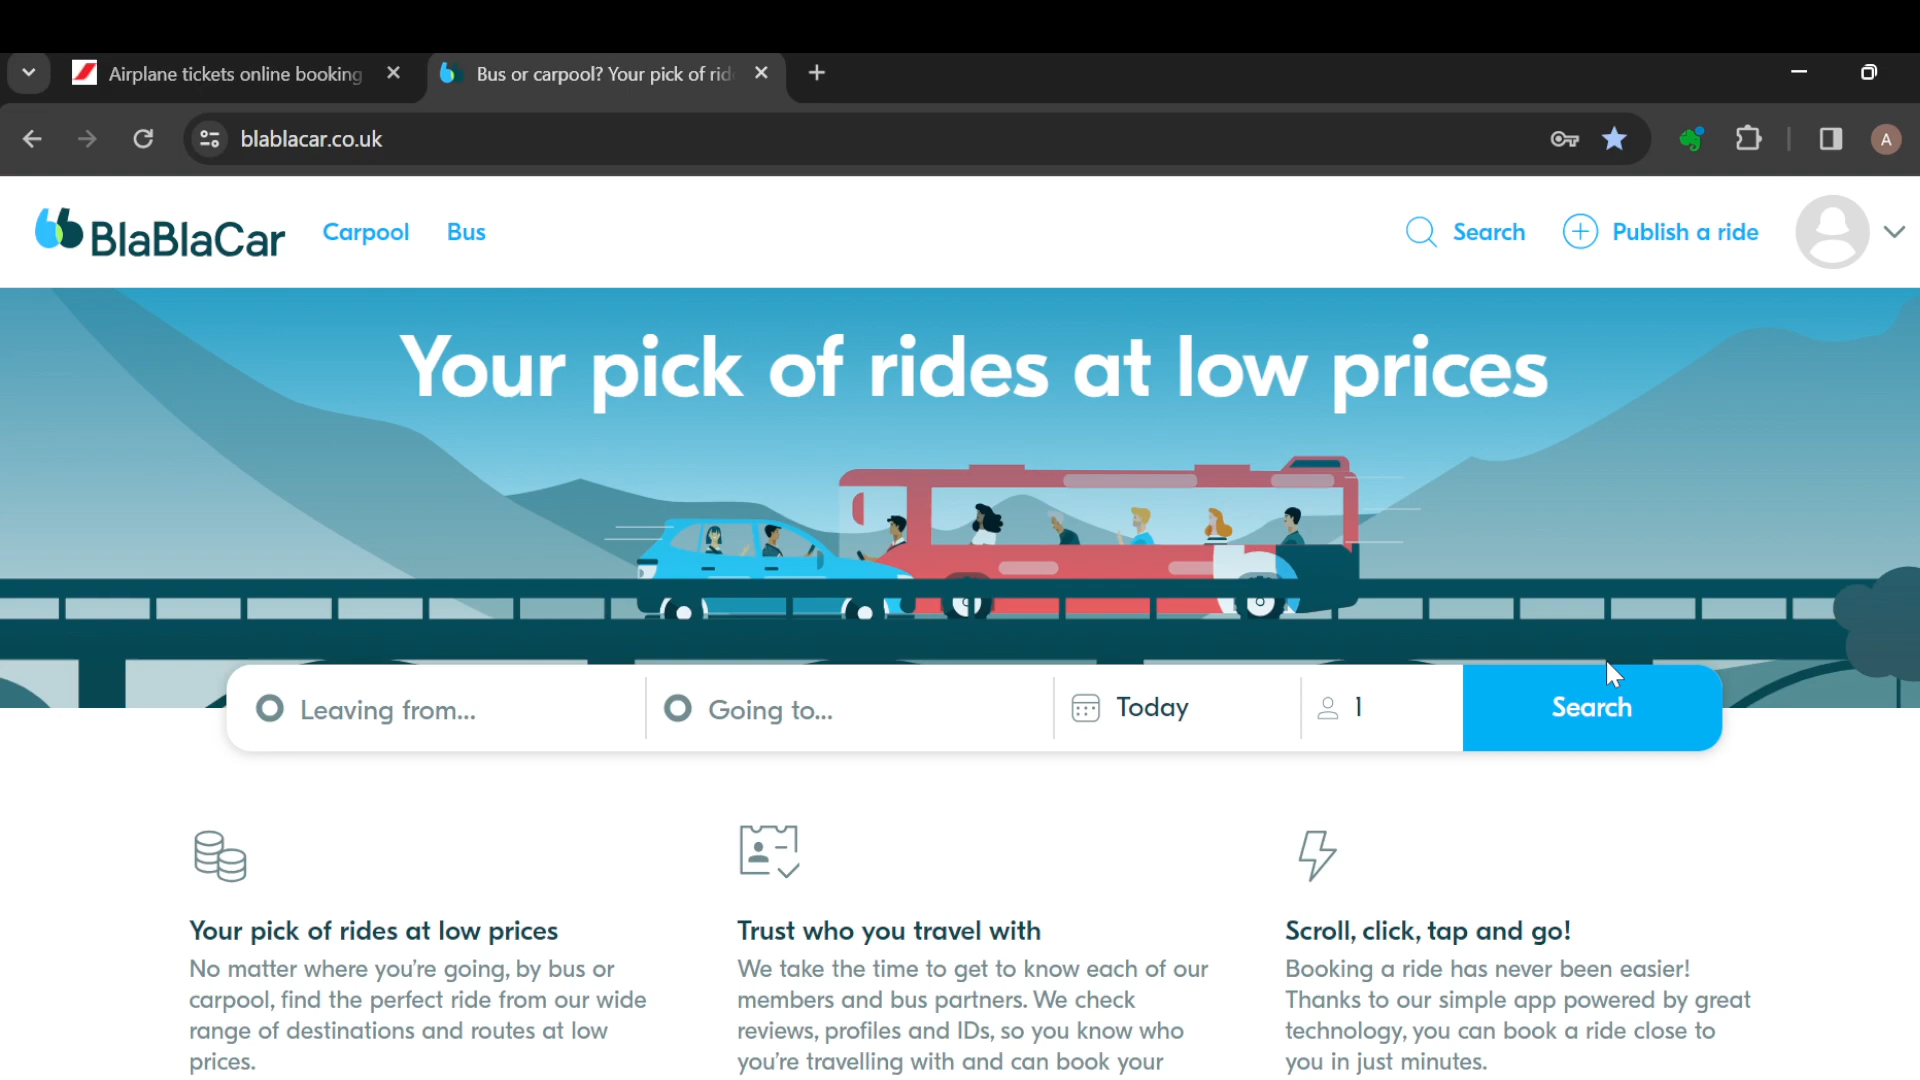 Airplane tickets online booking
Bus or carpool? Your pick of rid
blablacar.co.uk
A
BlaBlaCar
Carpool
Bus
Search
Publish a ride
Your pick of rides at low prices
Leaving from...
Going to...
Today
1
Search
Your pick of rides at low prices
No matter where you're going, by bus or
carpool, find the perfect ride from our wide
range of destinations and routes at low
prices.
Trust who you travel with
We take the time to get to know each of our
members and bus partners. We check
reviews, profiles and IDs, so you know who
you're travelling with and can book your
Scroll, click, tap and go!
Booking a ride has never been easier!
Thanks to our simple app powered by great
technology, you can book a ride close to
you in just minutes.